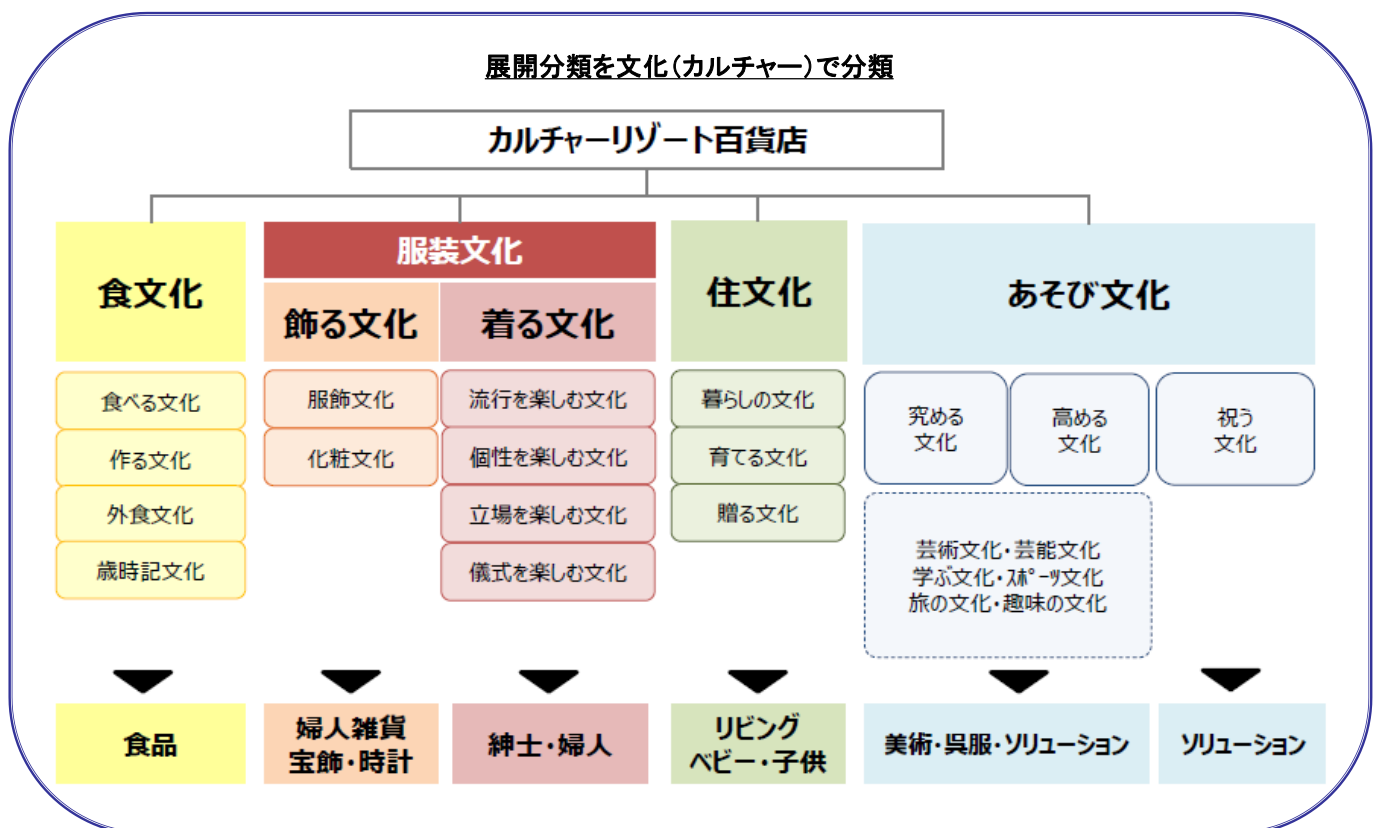 展開分類を文化(カルチャー)で分類
カルチャーリゾート百貨店
食文化
食べる文化
作る文化
外食文化
歳時記文化
服装文化
飾る文化
服飾文化
化粧文化
着る文化
流行を楽しむ文化
個性を楽しむ文化
立場を楽しむ文化
儀式を楽しむ文化
住文化
暮らしの文化
育てる文化
贈る文化
あそび文化
究める
文化
高める
文化
祝う
文化
芸術文化・芸能文化
学ぶ文化・ｽﾎﾟｰﾂ文化
旅の文化・趣味の文化
食品
婦人雑貨
宝飾・時計
紳士・婦人
リビング
ベビー・子供
美術・呉服・ソリューション
ソリューション